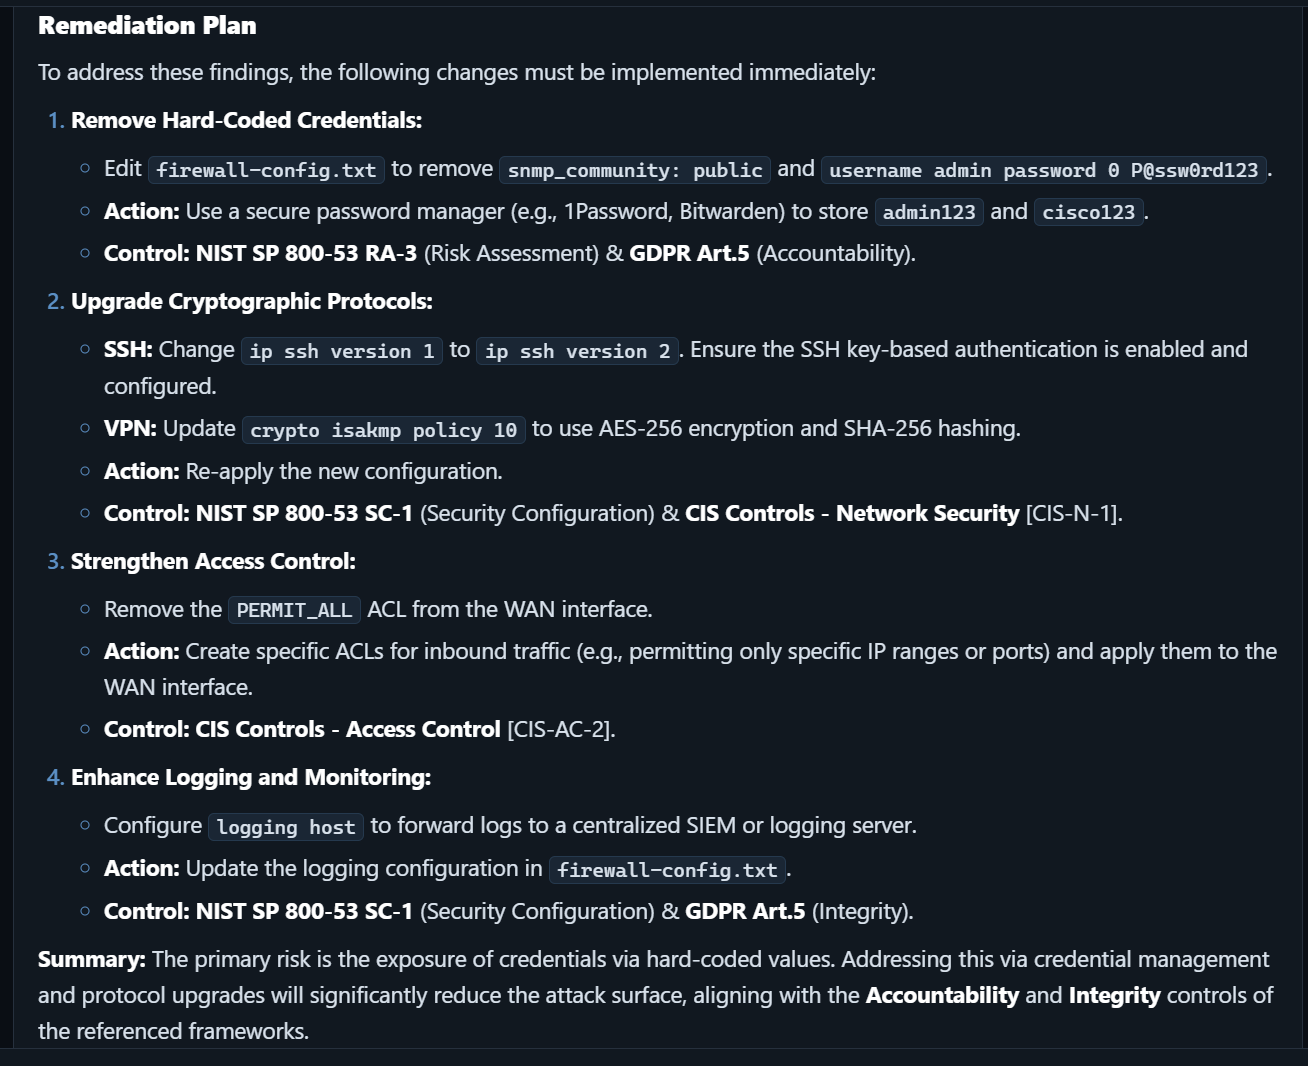 Remediation Plan
To address these findings, the following changes must be implemented immediately:
1. Remove Hard-Coded Credentials:
Edit firewall-config.txt to remove snmp_community: public and username admin password 0 P@ssw0rd123.
Action: Use a secure password manager (e.g., 1Password, Bitwarden) to store admin123 and cisco123.
Control: NIST SP 800-53 RA-3 (Risk Assessment) & GDPR Art.5 (Accountability).
2. Upgrade Cryptographic Protocols:
SSH: Change ip ssh version 1 to ip ssh version 2. Ensure the SSH key-based authentication is enabled and
configured.
VPN: Update crypto isakmp policy 10 to use AES-256 encryption and SHA-256 hashing.
Action: Re-apply the new configuration.
Control: NIST SP 800-53 SC-1 (Security Configuration) & CIS Controls - Network Security [CIS-N-1].
3. Strengthen Access Control:
Remove the PERMIT_ALL ACL from the WAN interface.
Action: Create specific ACLs for inbound traffic (e.g., permitting only specific IP ranges or ports) and apply them to the
WAN interface.
Control: CIS Controls - Access Control [CIS-AC-2].
4. Enhance Logging and Monitoring:
Configure logging host to forward logs to a centralized SIEM or logging server.
Action: Update the logging configuration in firewall-config.txt.
Control: NIST SP 800-53 SC-1 (Security Configuration) & GDPR Art.5 (Integrity).
Summary: The primary risk is the exposure of credentials via hard-coded values. Addressing this via credential management
and protocol upgrades will significantly reduce the attack surface, aligning with the Accountability and Integrity controls of
the referenced frameworks.